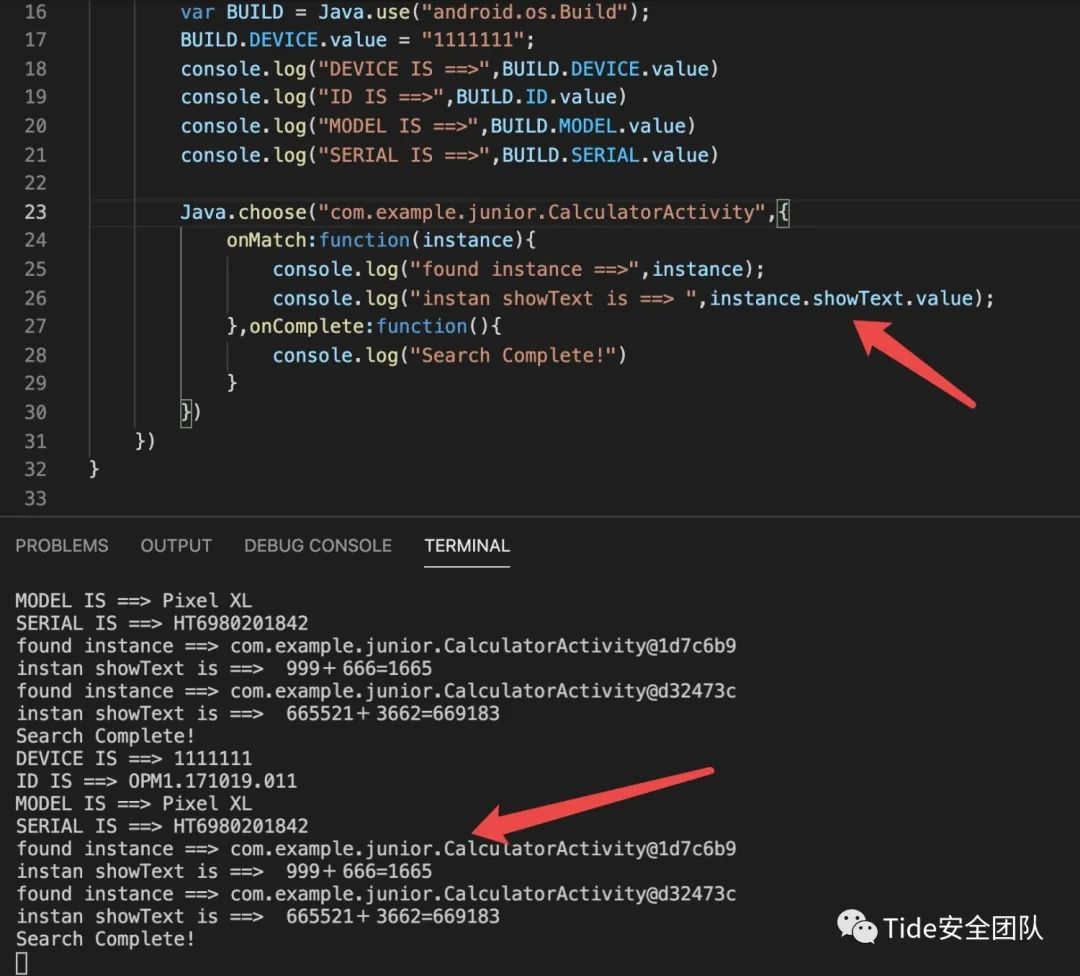 16 var BUILD = Java.use("android.os.Build");
17 BUILD.DEVICE.value = "1111111";
18 console.log("DEVICE IS ==>",BUILD.DEVICE.value)
19 console.log("ID IS ==>",BUILD.ID.value)
20 console.log("MODEL IS ==>",BUILD.MODEL.value)
21 console.log("SERIAL IS ==>",BUILD.SERIAL.value)
22
23 Java.choose("com.example.junior.CalculatorActivity",{
24 onMatch:function(instance){
25 console.log("found instance ==>",instance);
26 console.log("instan showText is ==> ",instance.showText.value);
27 },onComplete:function(){
28 console.log("Search Complete!")
29 }
30 })
31 })
32 }
33
PROBLEMS OUTPUT DEBUG CONSOLE TERMINAL
MODEL IS ==> Pixel XL
SERIAL IS ==> HT6980201842
found instance ==> com.example.junior.CalculatorActivity@1d7c6b9
instan showText is ==>  999＋666=1665
found instance ==> com.example.junior.CalculatorActivity@d32473c
instan showText is ==>  665521＋3662=669183
Search Complete!
DEVICE IS ==> 1111111
ID IS ==> OPM1.171019.011
MODEL IS ==> Pixel XL
SERIAL IS ==> HT6980201842
found instance ==> com.example.junior.CalculatorActivity@1d7c6b9
instan showText is ==>  999＋666=1665
found instance ==> com.example.junior.CalculatorActivity@d32473c
instan showText is ==>  665521＋3662=669183
Search Complete!
Tide安全团队